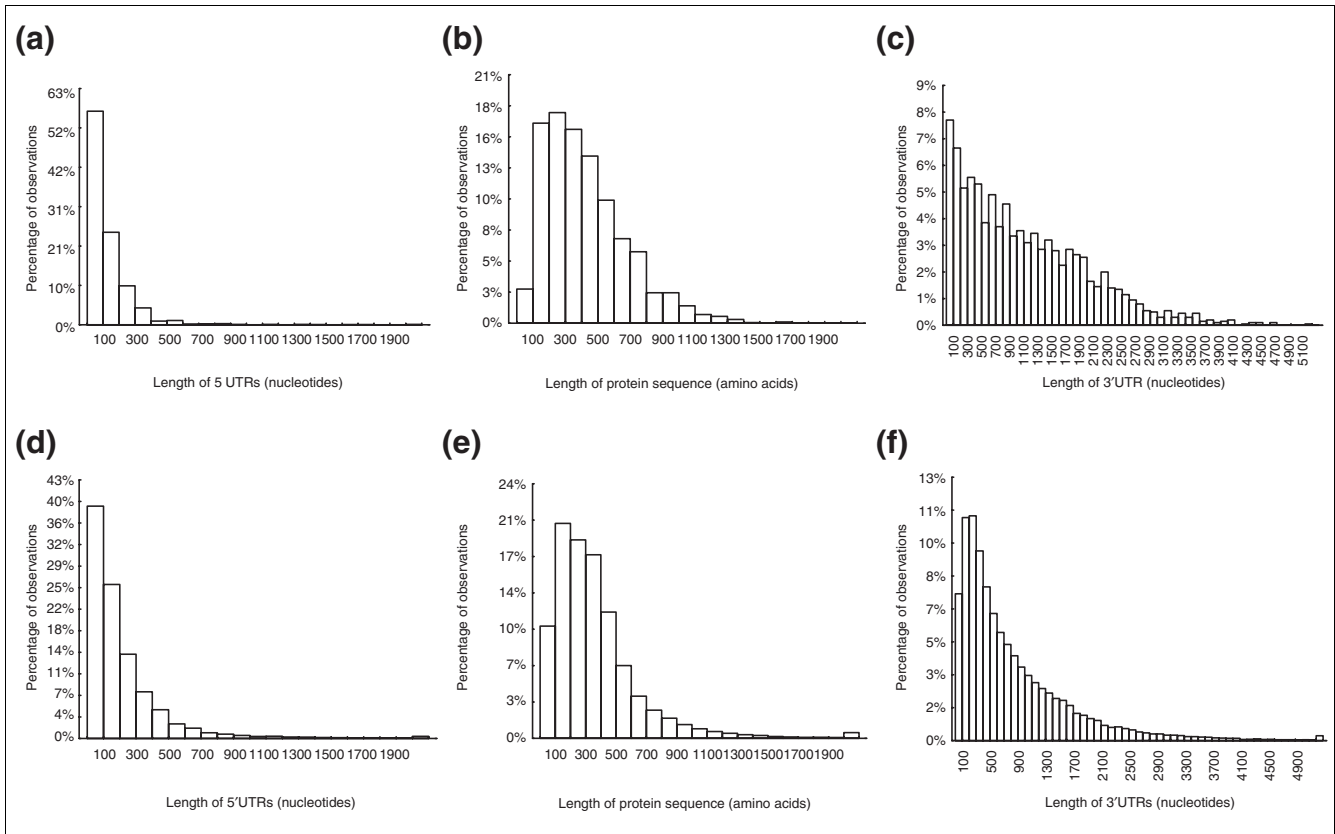 (a)
Percentage of observations
63%
52%
42%
31%
21%
10%
0%
100 300 500 700 900 1100 1300 1500 1700 1900
Length of 5 UTRs (nucleotides)
(b)
Percentage of observations
21%
18%
16%
13%
10%
8%
5%
3%
0%
100 300 500 700 900 1100 1300 1500 1700 1900
Length of protein sequence (amino acids)
(c)
Percentage of observations
9%
8%
7%
6%
5%
4%
3%
2%
1%
0%
100 300 500 700 900 1100 1300 1500 1700 1900 2100 2300 2500 2700 2900 3100 3300 3500 3700 3900 4100 4300 4500 4700 4900 5100
Length of 3′UTR (nucleotides)
(d)
Percentage of observations
43%
40%
36%
32%
29%
25%
22%
18%
14%
11%
7%
4%
0%
100 300 500 700 900 1100 1300 1500 1700 1900
Length of 5′UTRs (nucleotides)
(e)
Percentage of observations
24%
21%
17%
14%
10%
7%
3%
0%
100 300 500 700 900 1100 1300 1500 1700 1900
Length of protein sequence (amino acids)
(f)
Percentage of observations
13%
11%
10%
8%
7%
5%
3%
2%
0%
100 500 900 1300 1700 2100 2500 2900 3300 3700 4100 4500 4900
Length of 3′UTRs (nucleotides)